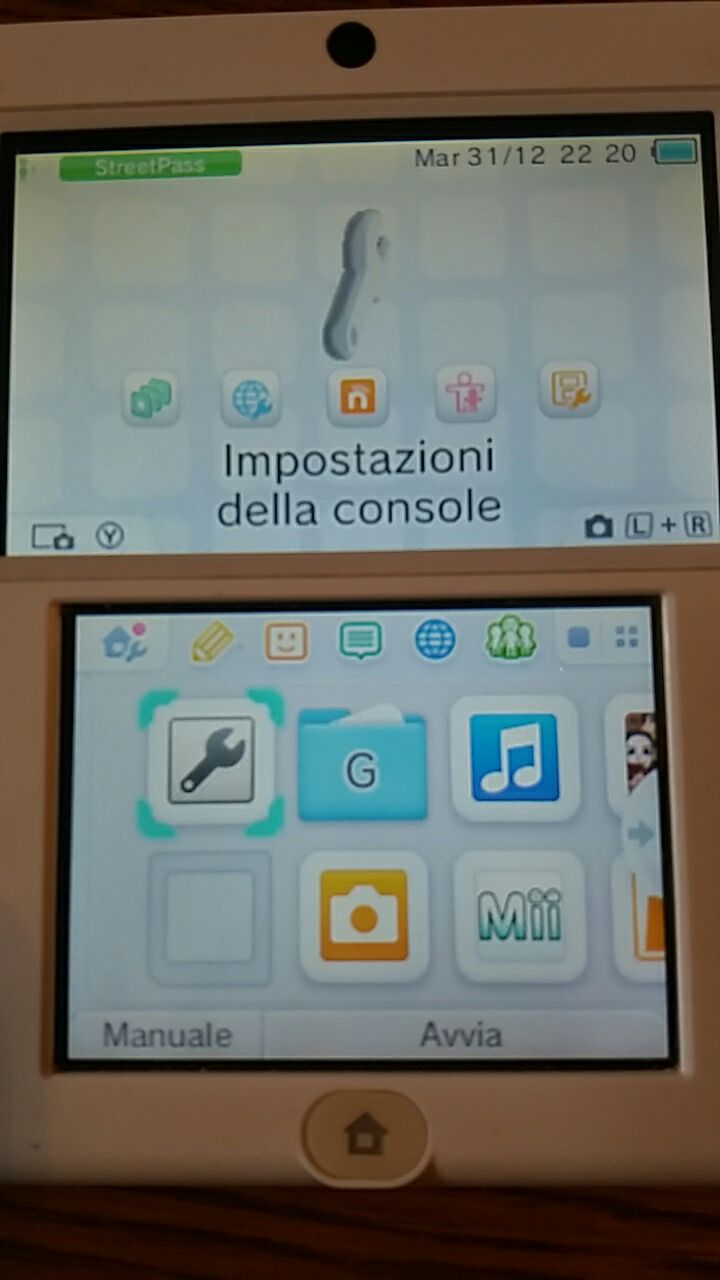 StreetPass
Mar 31/12 22 20
n
Impostazioni
della console
Y
L + R
G
Mii
Manuale
Avvia